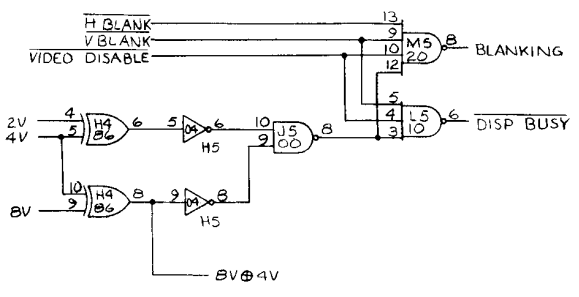 H BLANK
V BLANK
VIDEO DISABLE
13
9
10
12
M5
20
8
BLANKING
2V
4V
4
5
H4
86
6
5
04
6
H5
10
9
J5
00
8
5
4
3
L5
10
6
DISP BUSY
8V
10
9
H4
86
8
9
04
8
H5
8V⊕4V